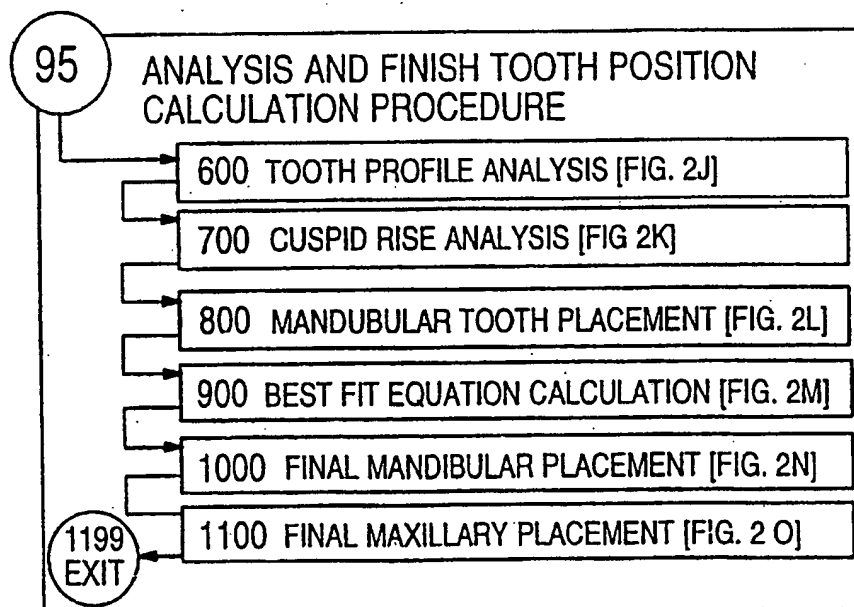 95
ANALYSIS AND FINISH TOOTH POSITION
CALCULATION PROCEDURE
600 TOOTH PROFILE ANALYSIS [FIG. 2J]
700 CUSPID RISE ANALYSIS [FIG 2K]
800 MANDUBULAR TOOTH PLACEMENT [FIG. 2L]
900 BEST FIT EQUATION CALCULATION [FIG. 2M]
1000 FINAL MANDIBULAR PLACEMENT [FIG. 2N]
1100 FINAL MAXILLARY PLACEMENT [FIG. 2 O]
1199
EXIT